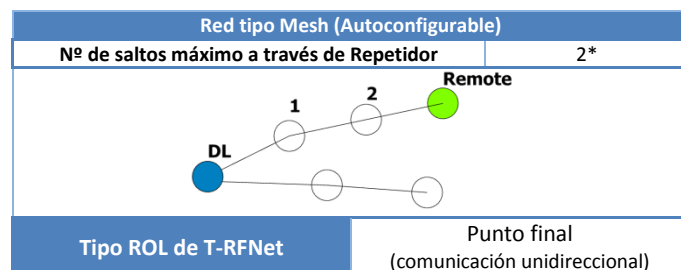 Red tipo Mesh (Autoconfigurable)
Nº de saltos máximo a través de Repetidor 2*
Remote
2
1
DL
Tipo ROL de T-RFNet
Punto final
(comunicación unidireccional)